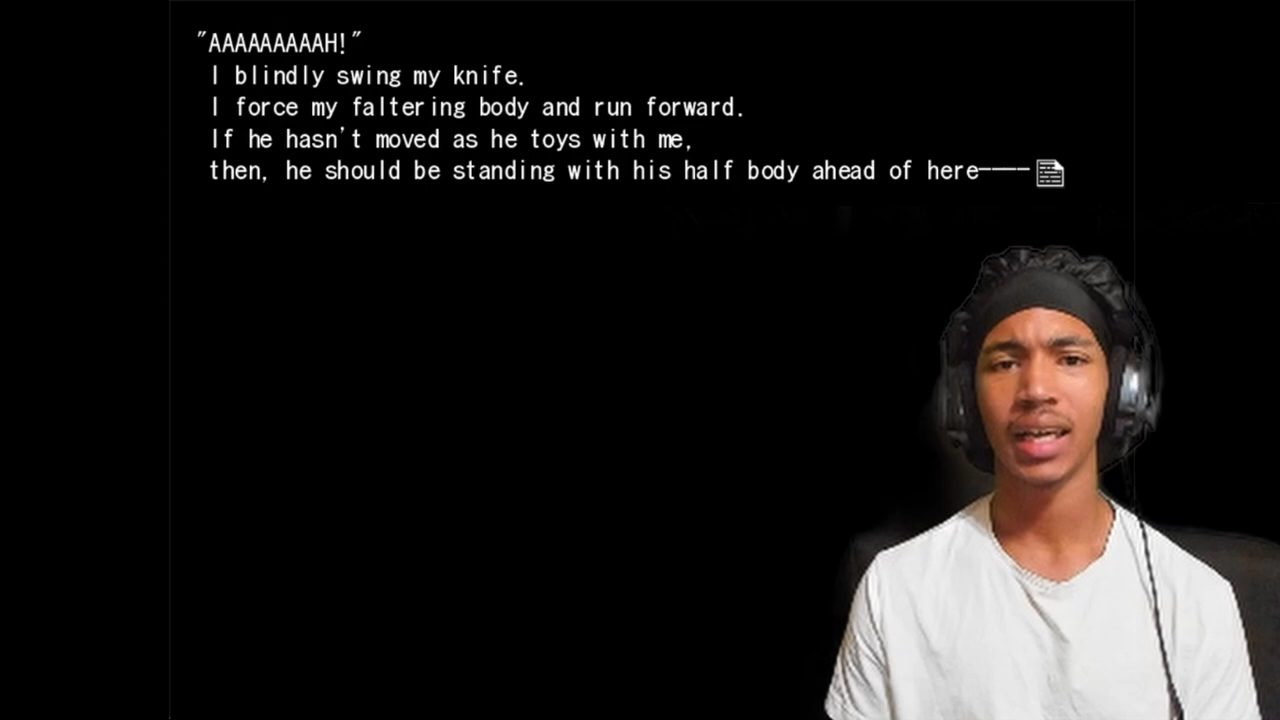 "AAAAAAAAAH!"
I blindly swing my knife.
I force my faltering body and run forward.
If he hasn't moved as he toys with me,
then, he should be standing with his half body ahead of here――